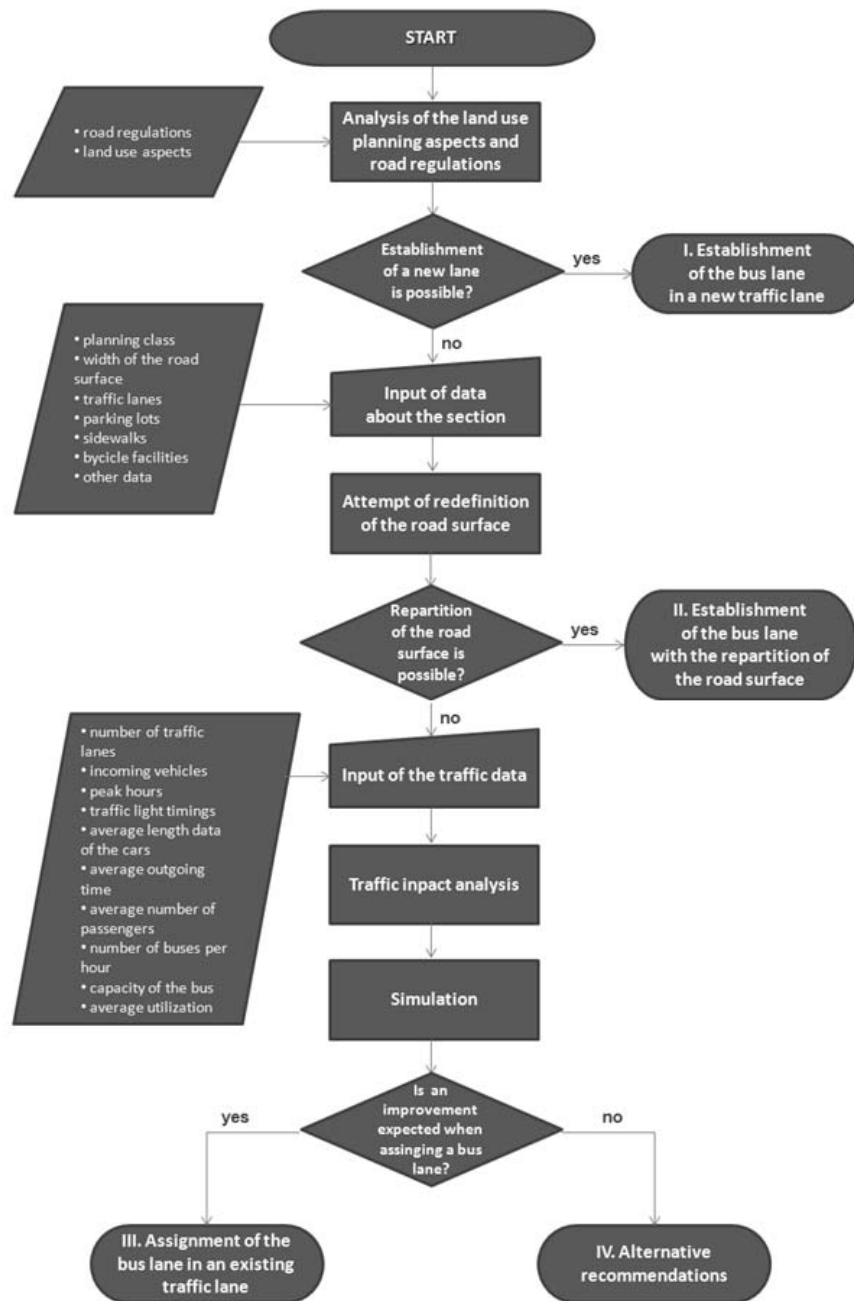 START
• road regulations
• land use aspects
Analysis of the land use
planning aspects and
road regulations
Establishment
of a new lane
is possible?
yes
I. Establishment
of the bus lane
in a new traffic lane
no
• planning class
• width of the road
surface
• traffic lanes
• parking lots
• sidewalks
• bycicle facilities
• other data
Input of data
about the section
Attempt of redefinition
of the road surface
Repartition
of the road
surface is
possible?
yes
II. Establishment
of the bus lane
with the repartition of
the road surface
no
• number of traffic
lanes
• incoming vehicles
• peak hours
• traffic light timings
• average length data
of the cars
• average outgoing
time
• average number of
passengers
• number of buses per
hour
• capacity of the bus
• average utilization
Input of the traffic data
Traffic inpact analysis
Simulation
Is an
improvement
expected when
assinging a bus
lane?
yes
no
III. Assignment of the
bus lane in an existing
traffic lane
IV. Alternative
recommendations